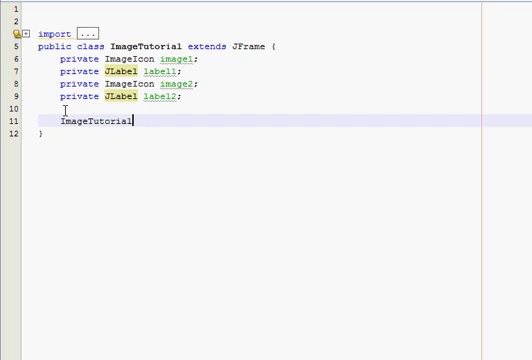 1
2
import ...
5 public class ImageTutorial extends JFrame {
6 private ImageIcon image1;
7 private JLabel label1;
8 private ImageIcon image2;
9 private JLabel label2;
10
11 ImageTutorial
12 }